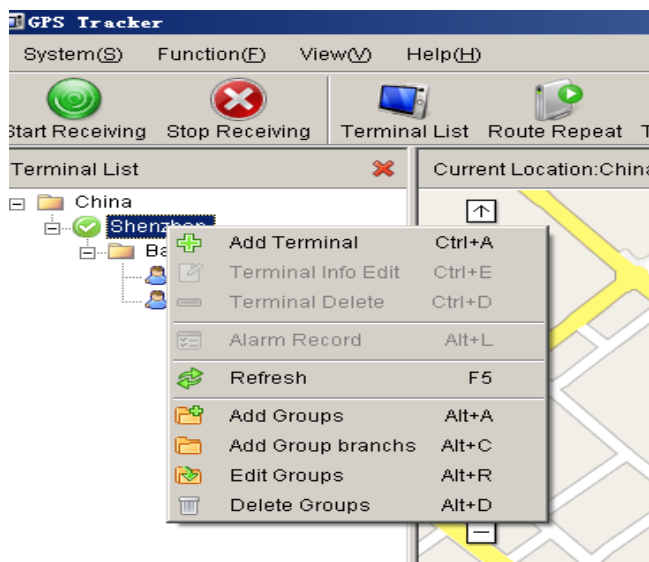 GPS Tracker
System(S) Function(F) View(V) Help(H)
Start Receiving Stop Receiving Terminal List Route Repeat T
Terminal List Current Location:China
China
Shenzhen
Ba
Add Terminal Ctrl+A
Terminal Info Edit Ctrl+E
Terminal Delete Ctrl+D
Alarm Record Alt+L
Refresh F5
Add Groups Alt+A
Add Group branchs Alt+C
Edit Groups Alt+R
Delete Groups Alt+D